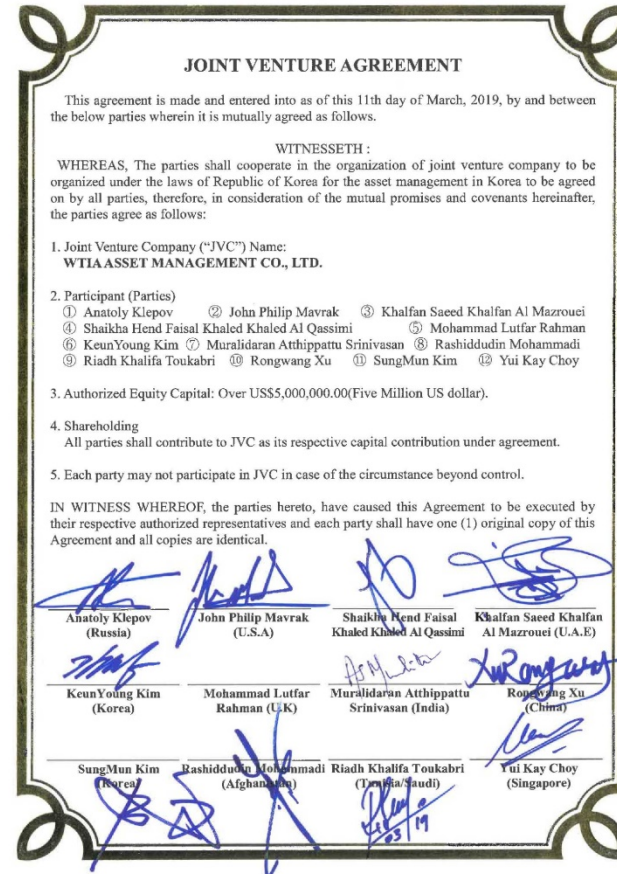 JOINT VENTURE AGREEMENT
This agreement is made and entered into as of this 11th day of March, 2019, by and between
the below parties wherein it is mutually agreed as follows.
WITNESSETH :
WHEREAS, The parties shall cooperate in the organization of joint venture company to be
organized under the laws of Republic of Korea for the asset management in Korea to be agreed
on by all parties, therefore, in consideration of the mutual promises and covenants hereinafter,
the parties agree as follows:
1. Joint Venture Company (“JVC”) Name:
WTIA ASSET MANAGEMENT CO., LTD.
2. Participant (Parties)
① Anatoly Klepov ② John Philip Mavrak ③ Khalfan Saeed Khalfan Al Mazrouei
④ Shaikha Hend Faisal Khaled Khaled Al Qassimi ⑤ Mohammad Lutfar Rahman
⑥ KeunYoung Kim ⑦ Muralidaran Atthippattu Srinivasan ⑧ Rashiddudin Mohammadi
⑨ Riadh Khalifa Toukabri ⑩ Rongwang Xu ⑪ SungMun Kim ⑫ Yui Kay Choy
3. Authorized Equity Capital: Over US$5,000,000.00(Five Million US dollar).
4. Shareholding
All parties shall contribute to JVC as its respective capital contribution under agreement.
5. Each party may not participate in JVC in case of the circumstance beyond control.
IN WITNESS WHEREOF, the parties hereto, have caused this Agreement to be executed by
their respective authorized representatives and each party shall have one (1) original copy of this
Agreement and all copies are identical.
Anatoly Klepov John Philip Mavrak Shaikha Hend Faisal Khalfan Saeed Khalfan
(Russia) (U.S.A) Khaled Khaled Al Qassimi Al Mazrouei (U.A.E)
KeunYoung Kim Mohammad Lutfar Muralidaran Atthippattu Rongwang Xu
(Korea) Rahman (U.K) Srinivasan (India) (China)
SungMun Kim Rashiddudin Mohammadi Riadh Khalifa Toukabri Yui Kay Choy
(Korea) (Afghanistan) (Tunisia/Saudi) (Singapore)
03/19